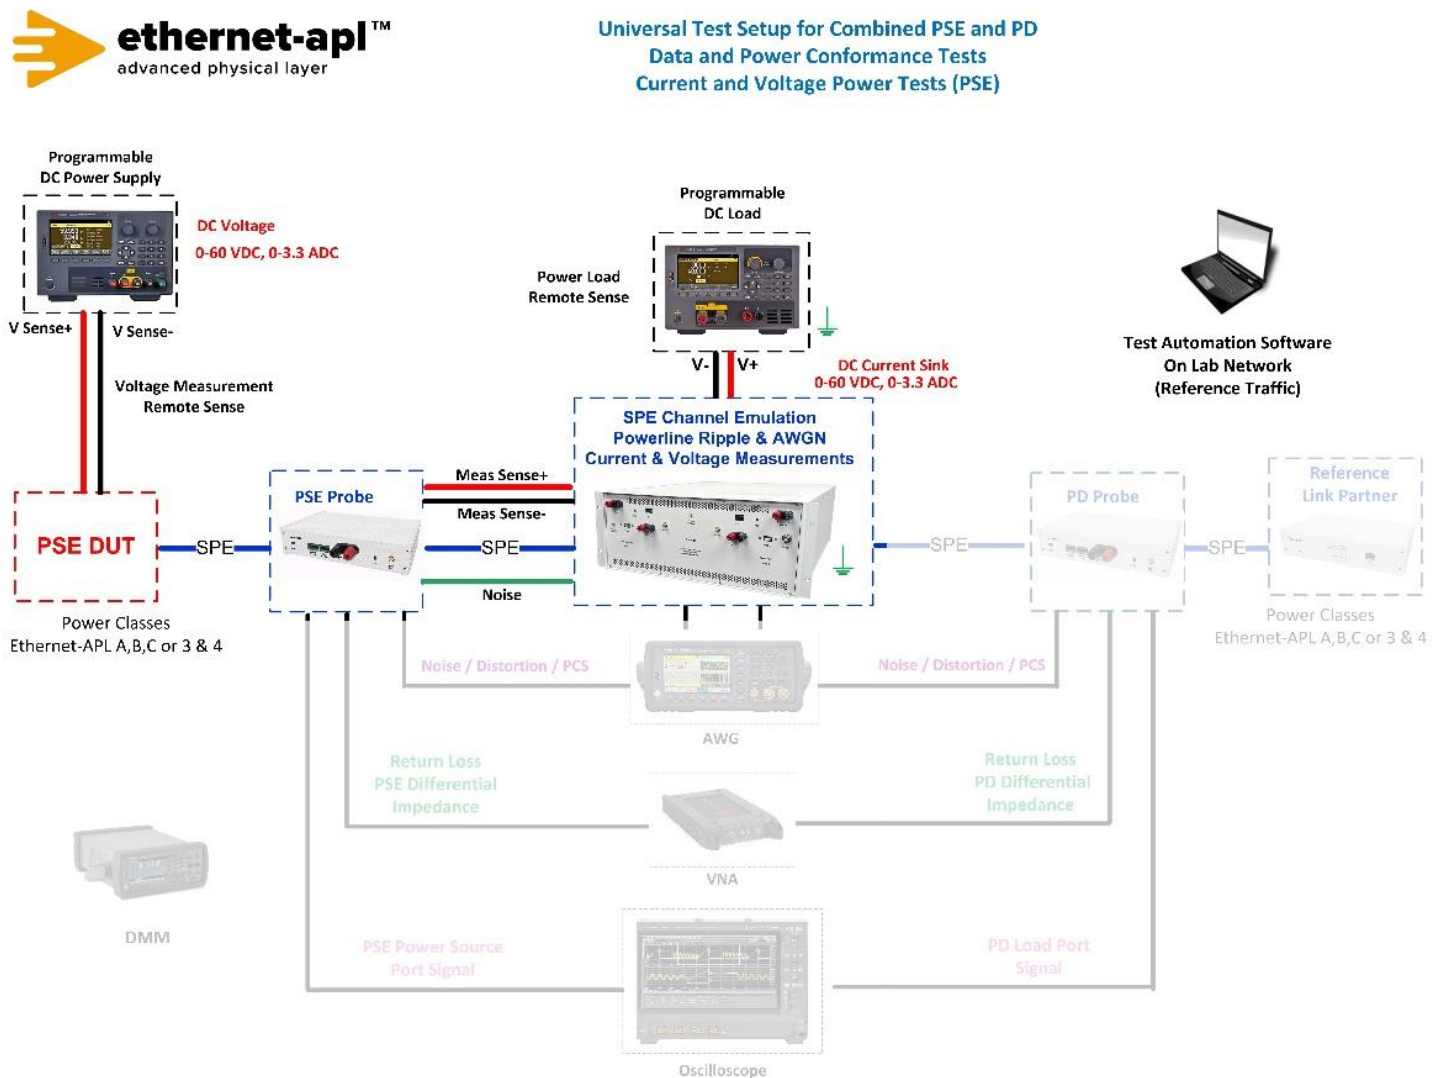 ethernet-apl™
advanced physical layer
Universal Test Setup for Combined PSE and PD
Data and Power Conformance Tests
Current and Voltage Power Tests (PSE)
Programmable
DC Power Supply
DC Voltage
0-60 VDC, 0-3.3 ADC
V Sense+
V Sense-
Voltage Measurement
Remote Sense
Programmable
DC Load
Power Load
Remote Sense
V-
V+
DC Current Sink
0-60 VDC, 0-3.3 ADC
Test Automation Software
On Lab Network
(Reference Traffic)
SPE Channel Emulation
Powerline Ripple & AWGN
Current & Voltage Measurements
PSE DUT
SPE
PSE Probe
Meas Sense+
Meas Sense-
SPE
Noise
SPE
PD Probe
SPE
Reference
Link Partner
Power Classes
Ethernet-APL A,B,C or 3 & 4
Power Classes
Ethernet-APL A,B,C or 3 & 4
Noise / Distortion / PCS
Noise / Distortion / PCS
AWG
Return Loss
PSE Differential
Impedance
Return Loss
PD Differential
Impedance
VNA
DMM
PSE Power Source
Port Signal
PD Load Port
Signal
Oscilloscope